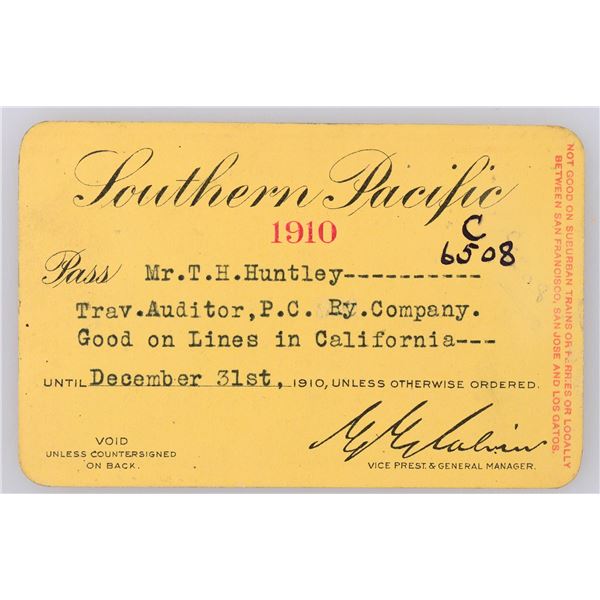 Southern Pacific
1910
C
6508
Pass Mr.T.H.Huntley----------
Trav.Auditor,P.C. Ry.Company.
Good on Lines in California---
UNTIL December 31st, 1910, UNLESS OTHERWISE ORDERED.
VOID
UNLESS COUNTERSIGNED
ON BACK.
E E Calvin
VICE PREST. & GENERAL MANAGER.
NOT GOOD ON SUBURBAN TRAINS OR FERRIES OR LOCALLY
BETWEEN SAN FRANCISCO, SAN JOSE AND LOS GATOS.